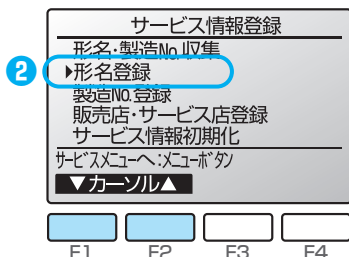 サービス情報登録
形名・製造No.収集
❷ ▶形名登録
製造No.登録
販売店・サービス店登録
サービス情報初期化
サービスメニューへ:メニューボタン
▼カーソル▲
F1 F2 F3 F4